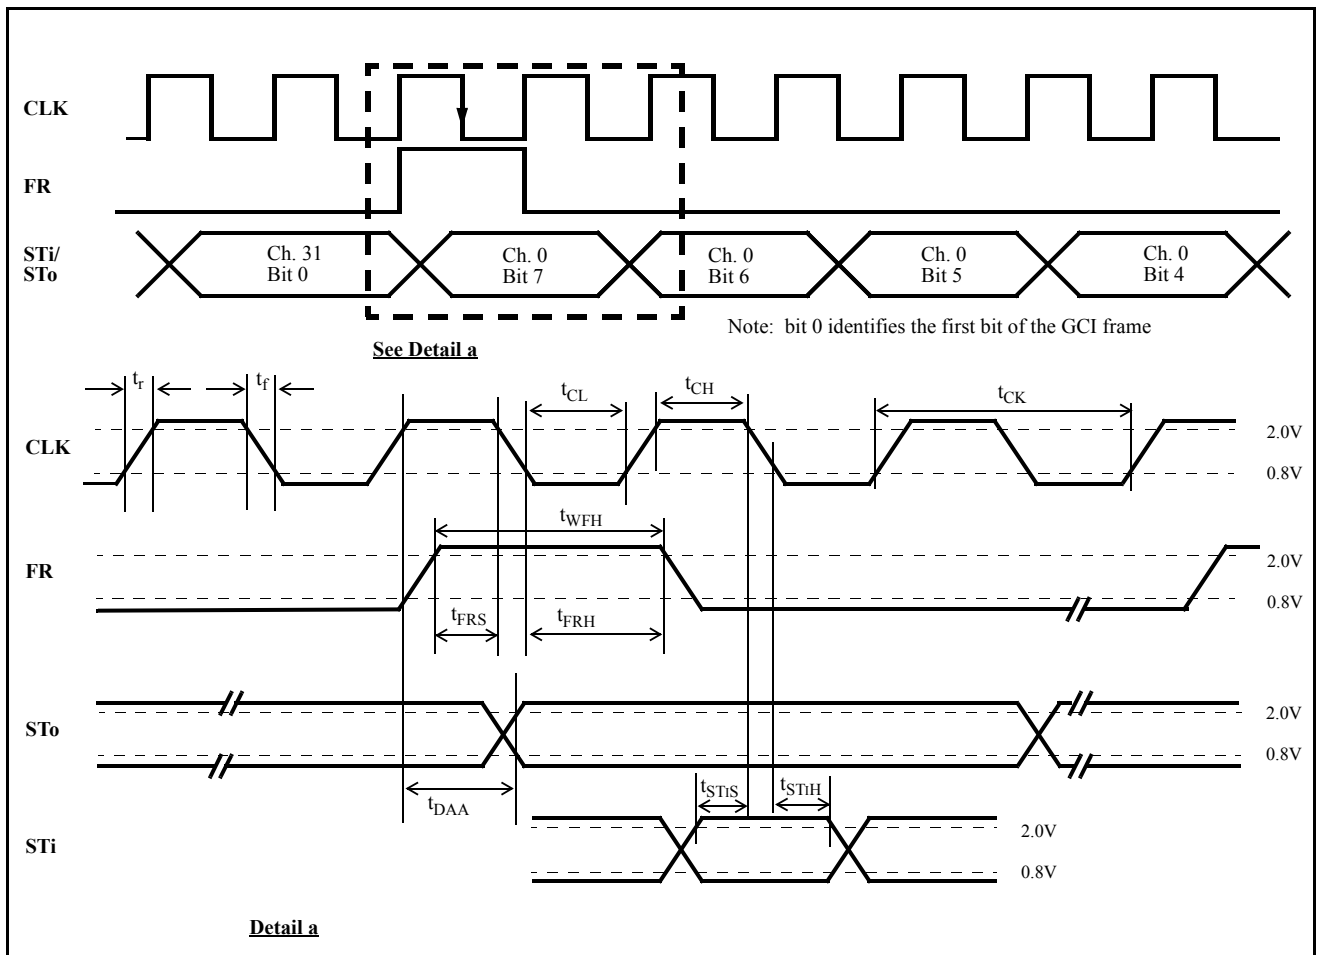 CLK
FR
STi/
STo
Ch. 31
Bit 0
Ch. 0
Bit 7
Ch. 0
Bit 6
Ch. 0
Bit 5
Ch. 0
Bit 4
Note: bit 0 identifies the first bit of the GCI frame
See Detail a
tr
tf
tCL
tCH
tCK
CLK
2.0V
0.8V
tWFH
FR
2.0V
0.8V
tFRS
tFRH
STo
2.0V
0.8V
tDAA
tSTiS
tSTiH
STi
2.0V
0.8V
Detail a